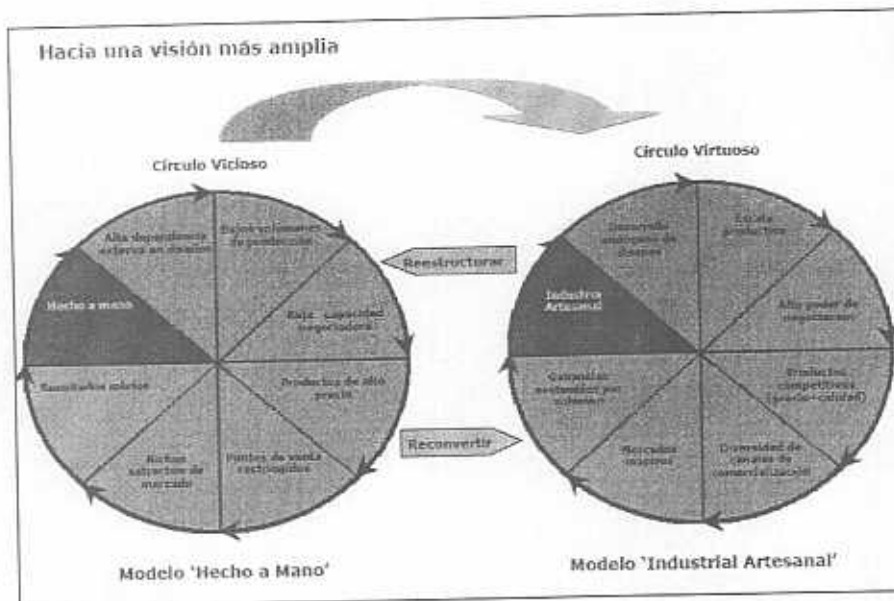 Hacia una visión más amplia
Círculo Vicioso
Círculo Virtuoso
Alta dependencia
externa en diseños
Bajos volúmenes
de producción
Hecho a mano
Baja capacidad
negociadora
Productos de alto
precio
Puntos de venta
restringidos
Nichos
estrechos de
mercado
Resultados
Reestructurar
Reconvertir
Desarrollo
endógeno de
diseños
Escala
productiva
Industria
Artesanal
Alto poder de
negociación
Productos
competitivos
(precio+calidad)
Diversidad de
canales de
comercialización
Mercados
masivos
Ganancias
por
volumen
Modelo 'Hecho a Mano'
Modelo 'Industrial Artesanal'